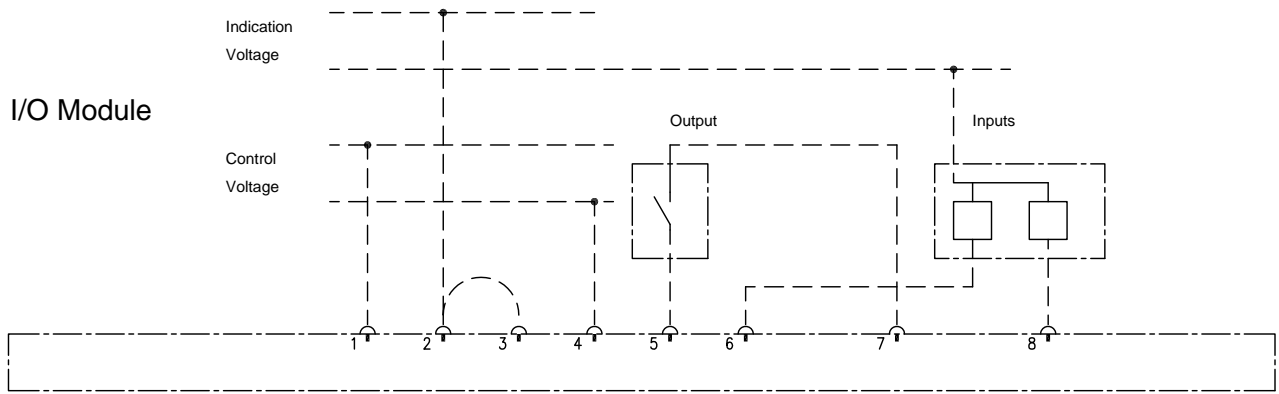 Indication
Voltage
I/O Module
Output
Inputs
Control
Voltage
1 2 3 4 5 6 7 8